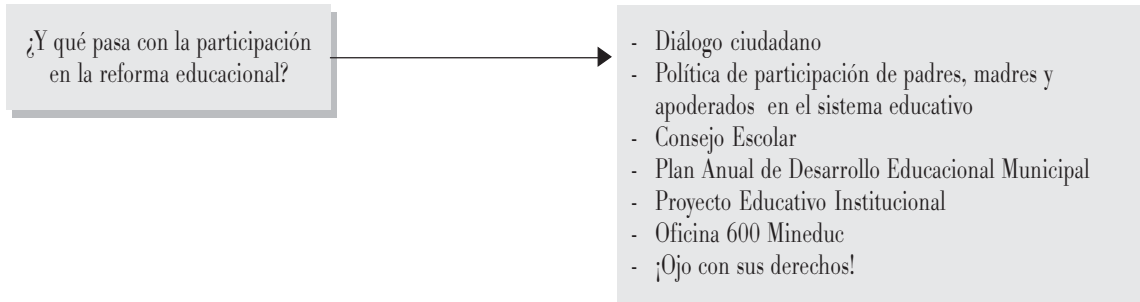 ¿Y qué pasa con la participación
en la reforma educacional?
- Diálogo ciudadano
- Política de participación de padres, madres y
apoderados en el sistema educativo
- Consejo Escolar
- Plan Anual de Desarrollo Educacional Municipal
- Proyecto Educativo Institucional
- Oficina 600 Mineduc
- ¡Ojo con sus derechos!